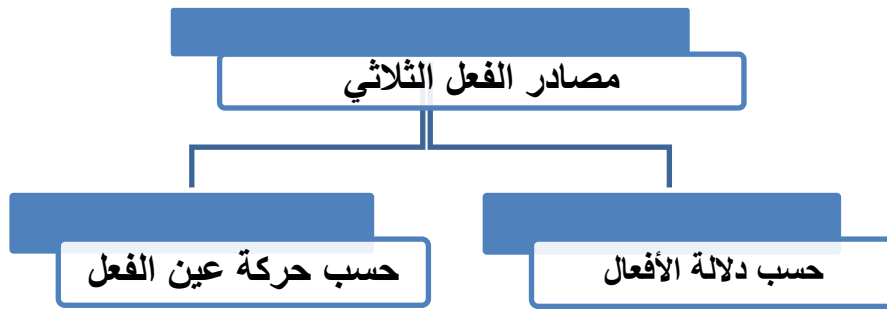 مصادر الفعل الثلاثي
حسب دلالة الأفعال
حسب حركة عين الفعل